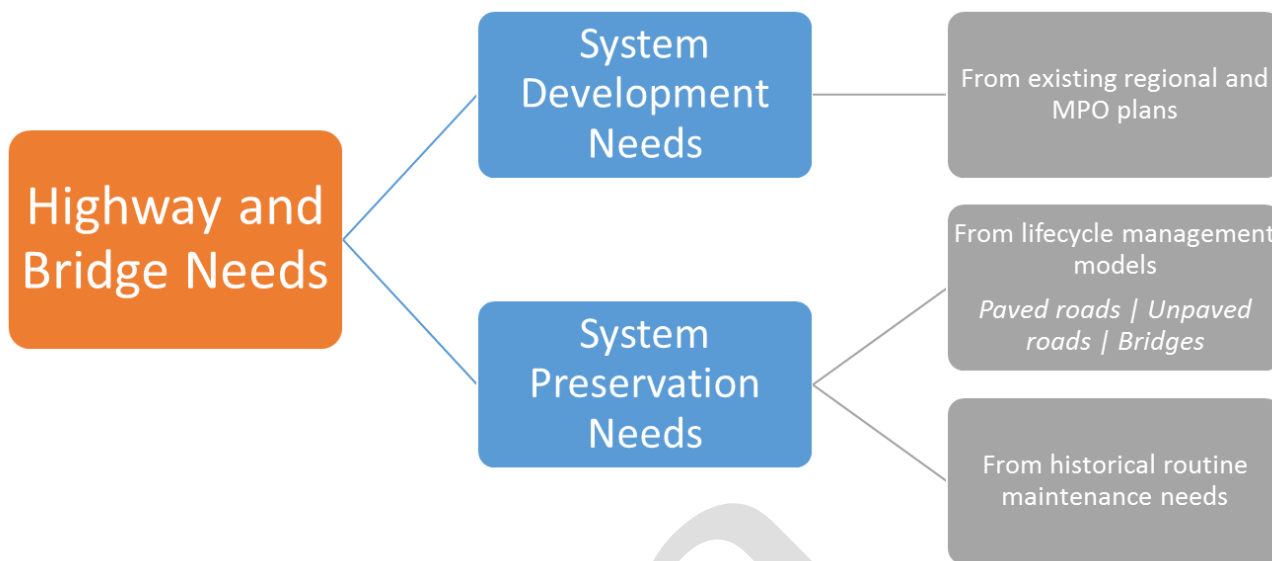 Highway and
Bridge Needs
System
Development
Needs
From existing regional and
MPO plans
System
Preservation
Needs
From lifecycle management
models
Paved roads | Unpaved
roads | Bridges
From historical routine
maintenance needs